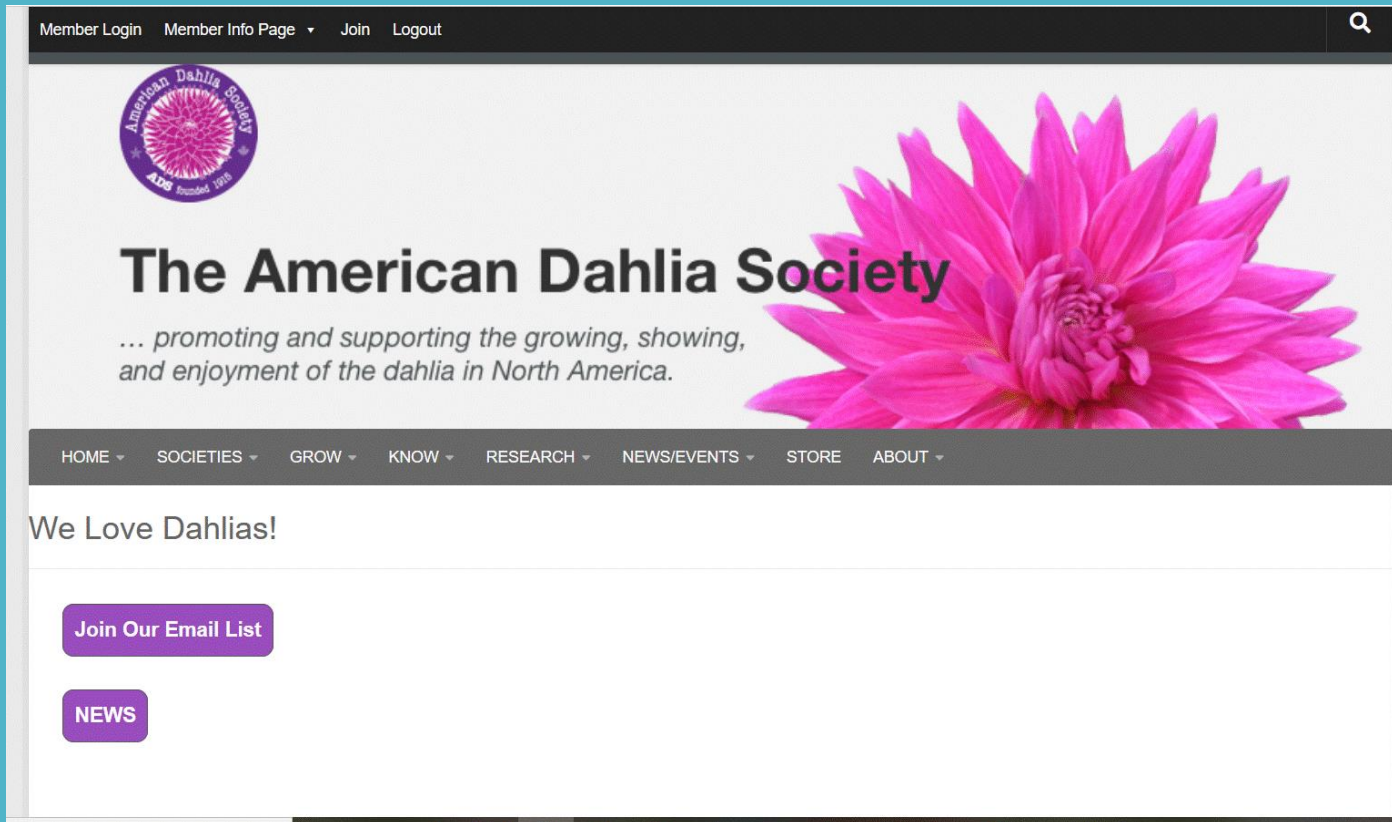 Member Login Member Info Page Join Logout
American Dahlia Society
ADS founded 1915
The American Dahlia Society
... promoting and supporting the growing, showing,
and enjoyment of the dahlia in North America.
HOME SOCIETIES GROW KNOW RESEARCH NEWS/EVENTS STORE ABOUT
We Love Dahlias!
Join Our Email List
NEWS